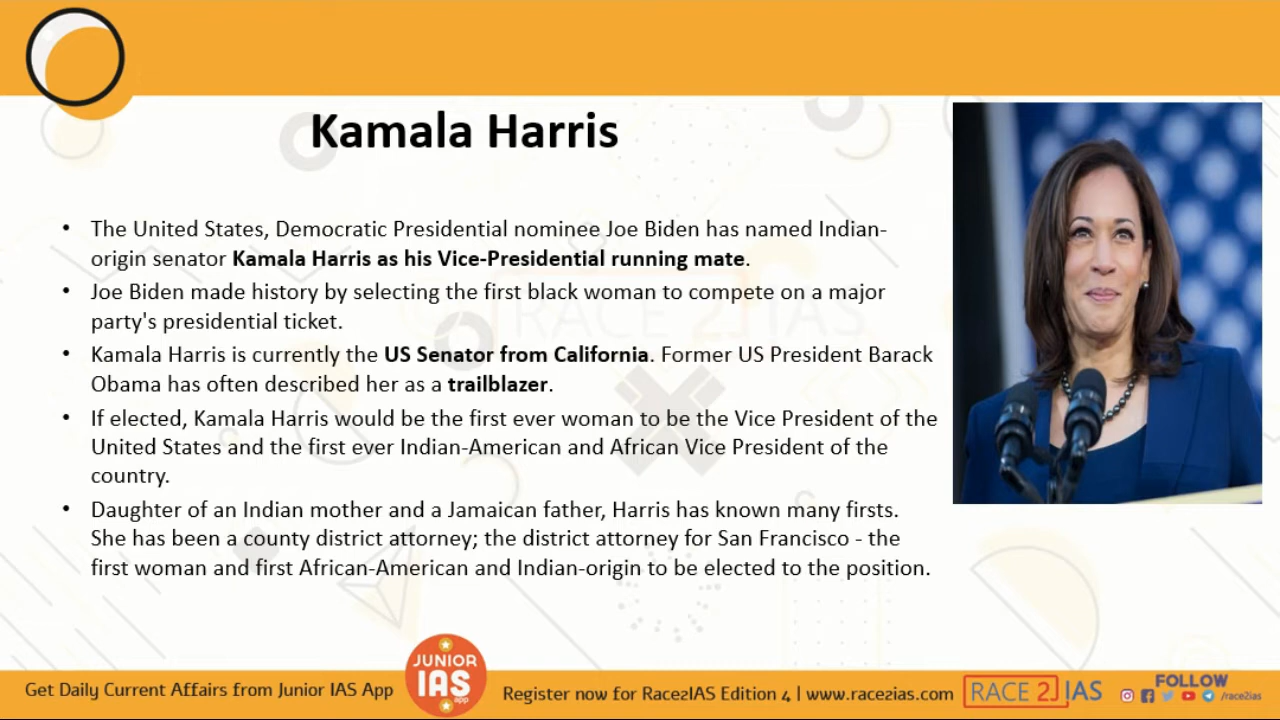 Kamala Harris
• The United States, Democratic Presidential nominee Joe Biden has named Indian-
origin senator Kamala Harris as his Vice-Presidential running mate.
• Joe Biden made history by selecting the first black woman to compete on a major
party's presidential ticket.
• Kamala Harris is currently the US Senator from California. Former US President Barack
Obama has often described her as a trailblazer.
• If elected, Kamala Harris would be the first ever woman to be the Vice President of the
United States and the first ever Indian-American and African Vice President of the
country.
• Daughter of an Indian mother and a Jamaican father, Harris has known many firsts.
She has been a county district attorney; the district attorney for San Francisco - the
first woman and first African-American and Indian-origin to be elected to the position.
RACE 2 IAS
Get Daily Current Affairs from Junior IAS App
JUNIOR
IAS
app
Register now for Race2IAS Edition 4 | www.race2ias.com
RACE 2 IAS
FOLLOW
/race2ias